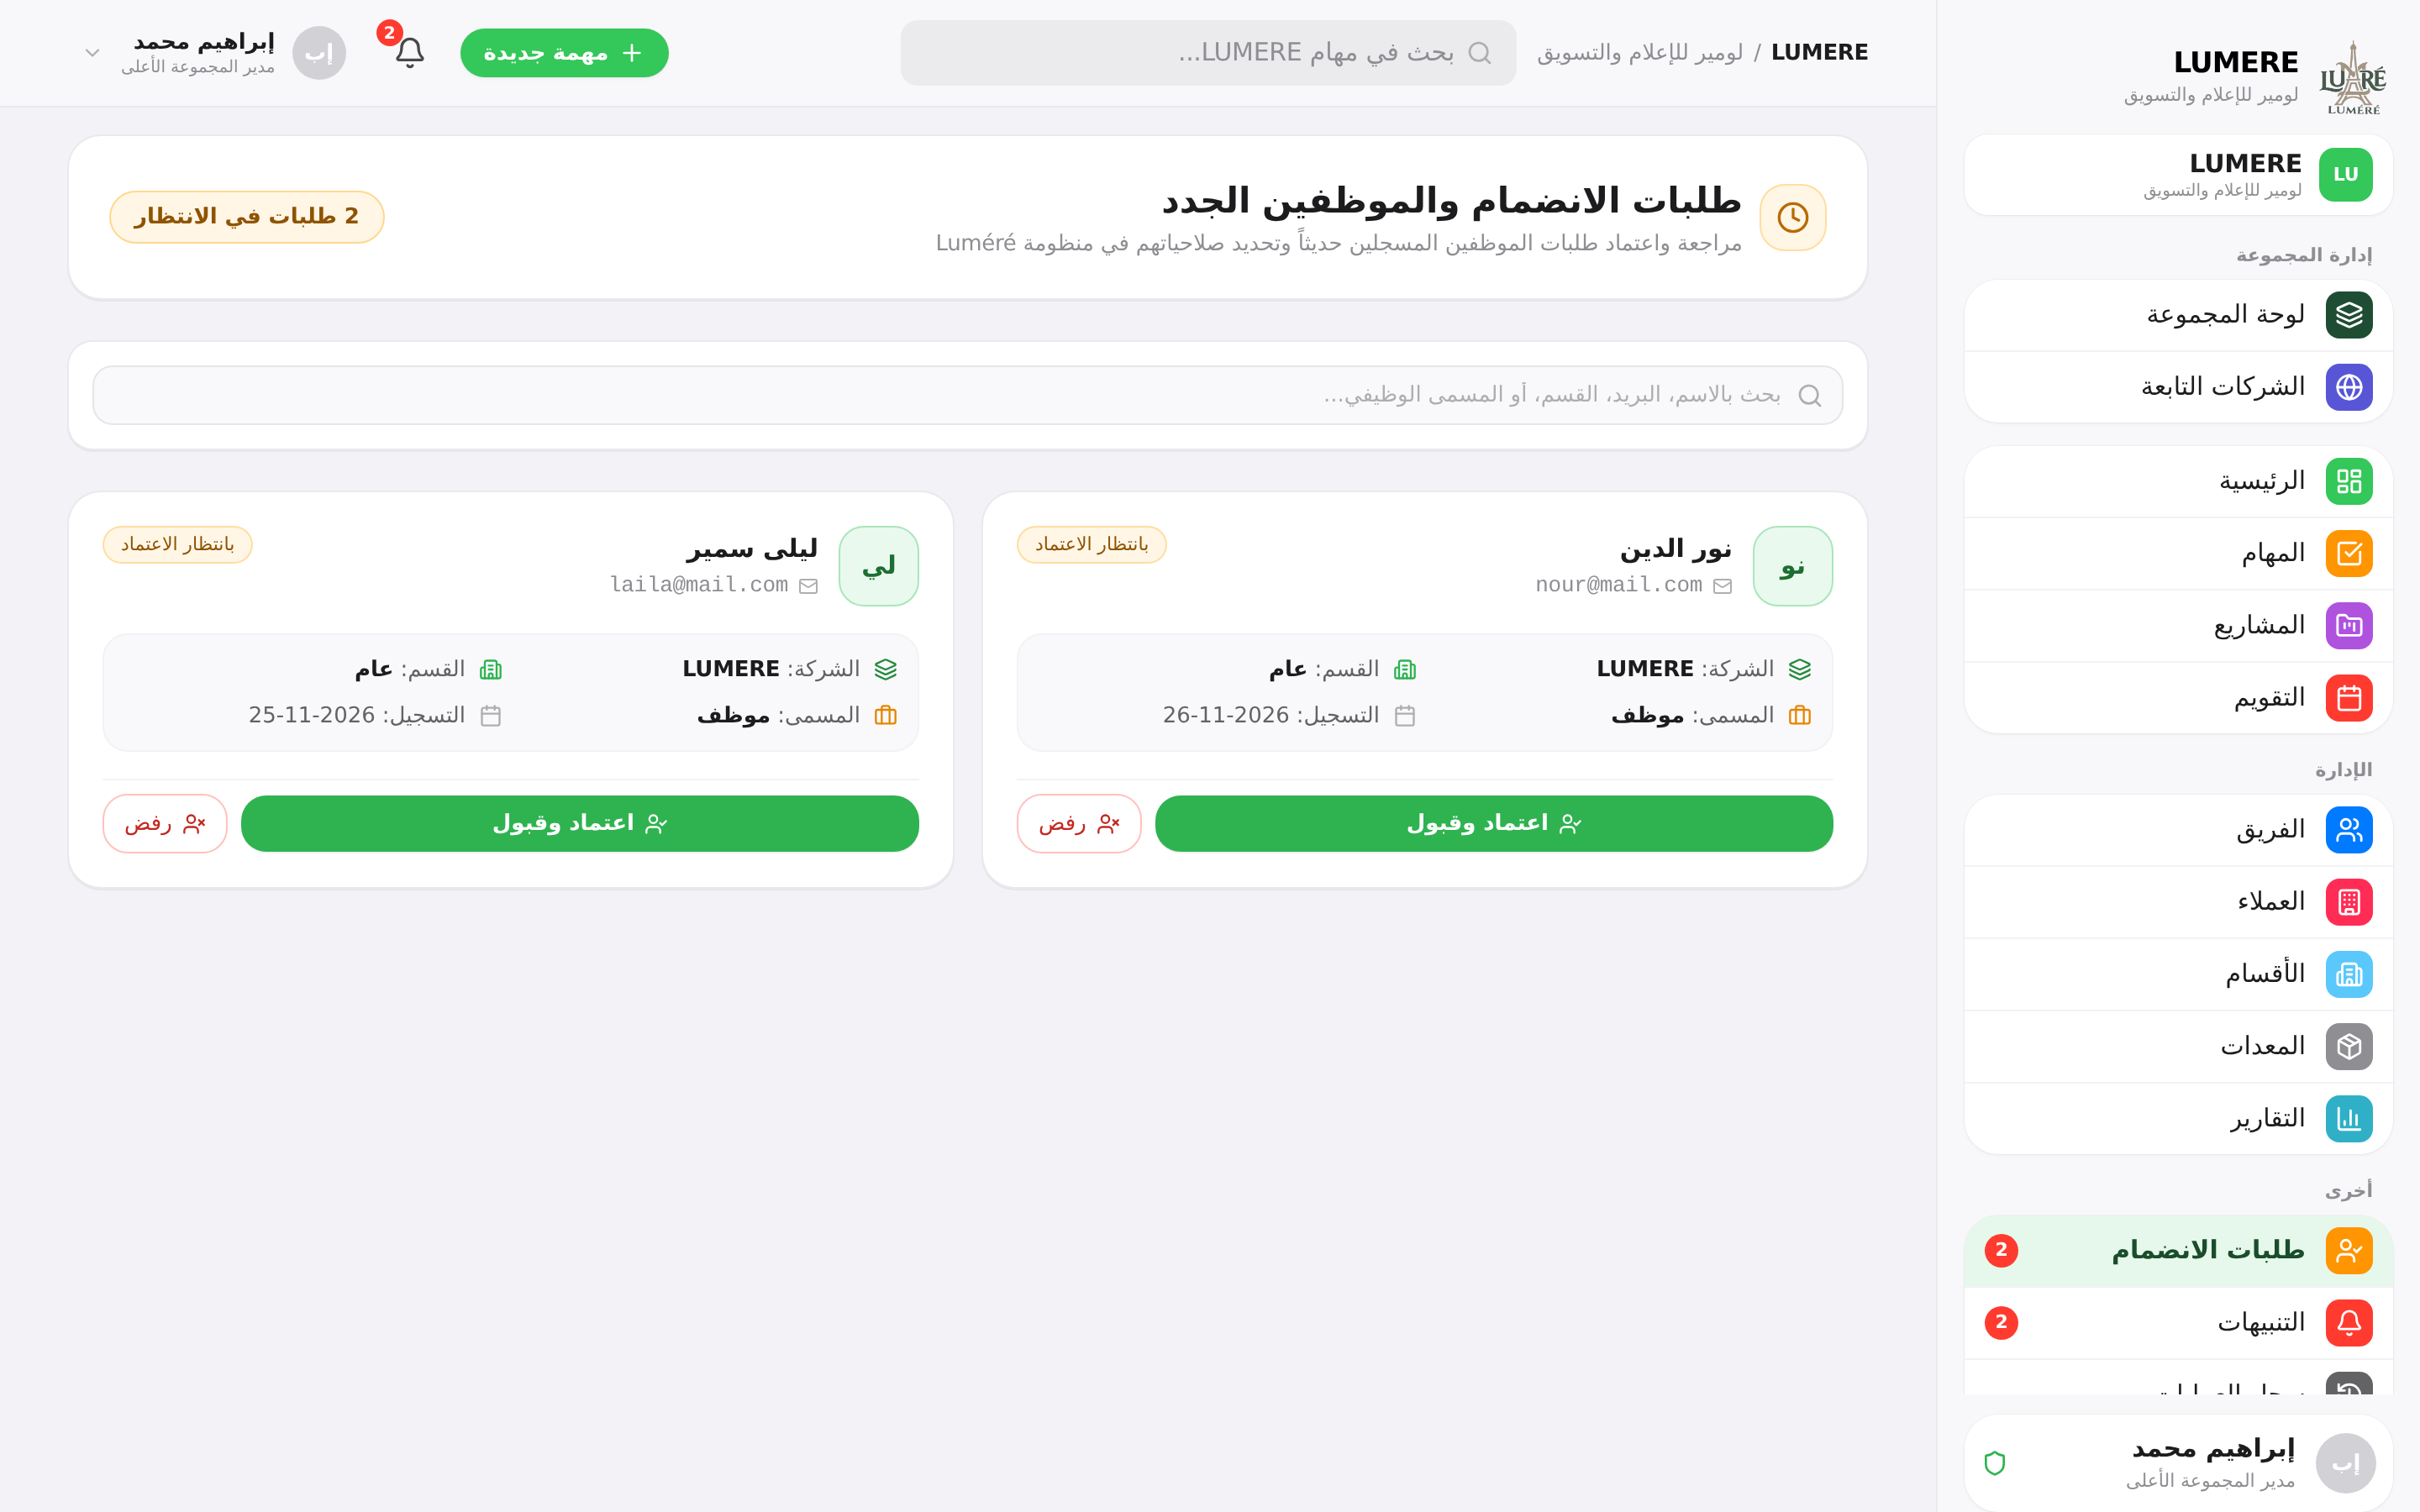 LUMERE
لومير للإعلام والتسويق
LURÉ
LUMÉRÉ
LU
LUMERE
لومير للإعلام والتسويق
إدارة المجموعة
لوحة المجموعة
الشركات التابعة
الرئيسية
المهام
المشاريع
التقويم
الإدارة
الفريق
العملاء
الأقسام
المعدات
التقارير
أخرى
طلبات الانضمام 2
التنبيهات 2
إب
إبراهيم محمد
مدير المجموعة الأعلى
LUMERE / لومير للإعلام والتسويق
بحث في مهام LUMERE...
مهمة جديدة
2
إب
إبراهيم محمد
مدير المجموعة الأعلى
طلبات الانضمام والموظفين الجدد
مراجعة واعتماد طلبات الموظفين المسجلين حديثاً وتحديد صلاحياتهم في منظومة Luméré
2 طلبات في الانتظار
بحث بالاسم، البريد، القسم، أو المسمى الوظيفي...
نو
نور الدين
nour@mail.com
بانتظار الاعتماد
الشركة: LUMERE
القسم: عام
المسمى: موظف
التسجيل: 2026-11-26
اعتماد وقبول
رفض
لي
ليلى سمير
laila@mail.com
بانتظار الاعتماد
الشركة: LUMERE
القسم: عام
المسمى: موظف
التسجيل: 2026-11-25
اعتماد وقبول
رفض